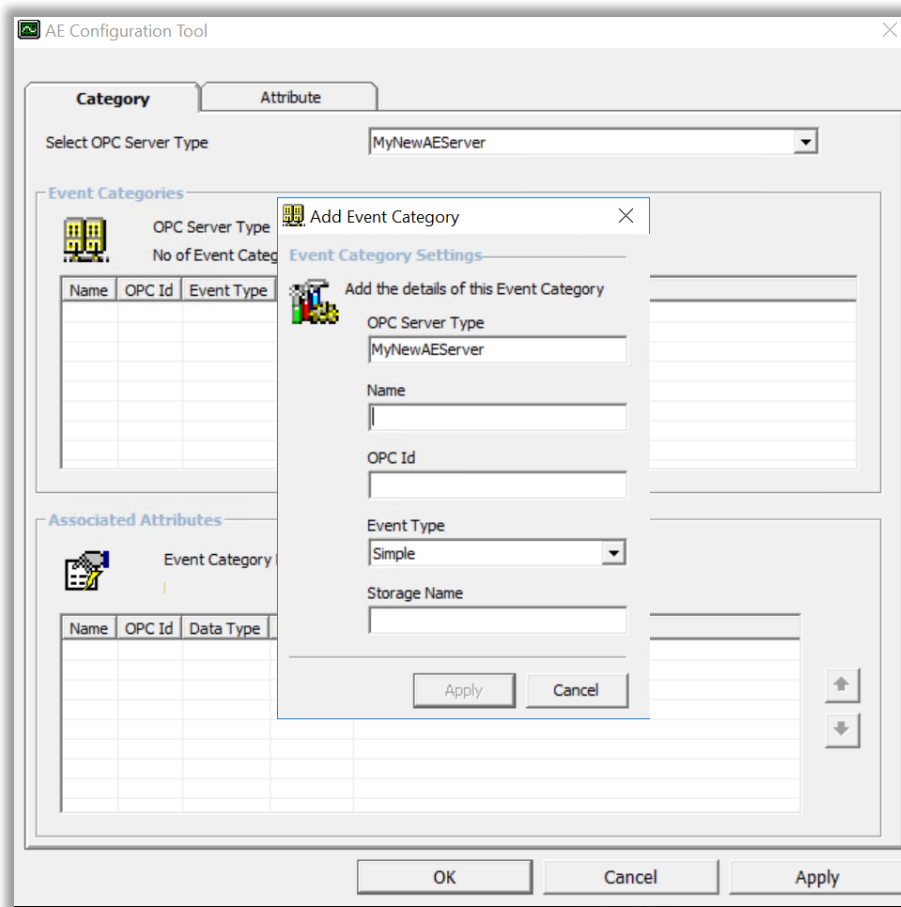 AE Configuration Tool
Category Attribute
Select OPC Server Type MyNewAEServer
Event Categories
OPC Server Type
No of Event Categ
Name OPC Id Event Type
Add Event Category
Event Category Settings
Add the details of this Event Category
OPC Server Type
MyNewAEServer
Name
OPC Id
Event Type
Simple
Storage Name
Apply Cancel
Associated Attributes
Event Category
Name OPC Id Data Type
OK Cancel Apply